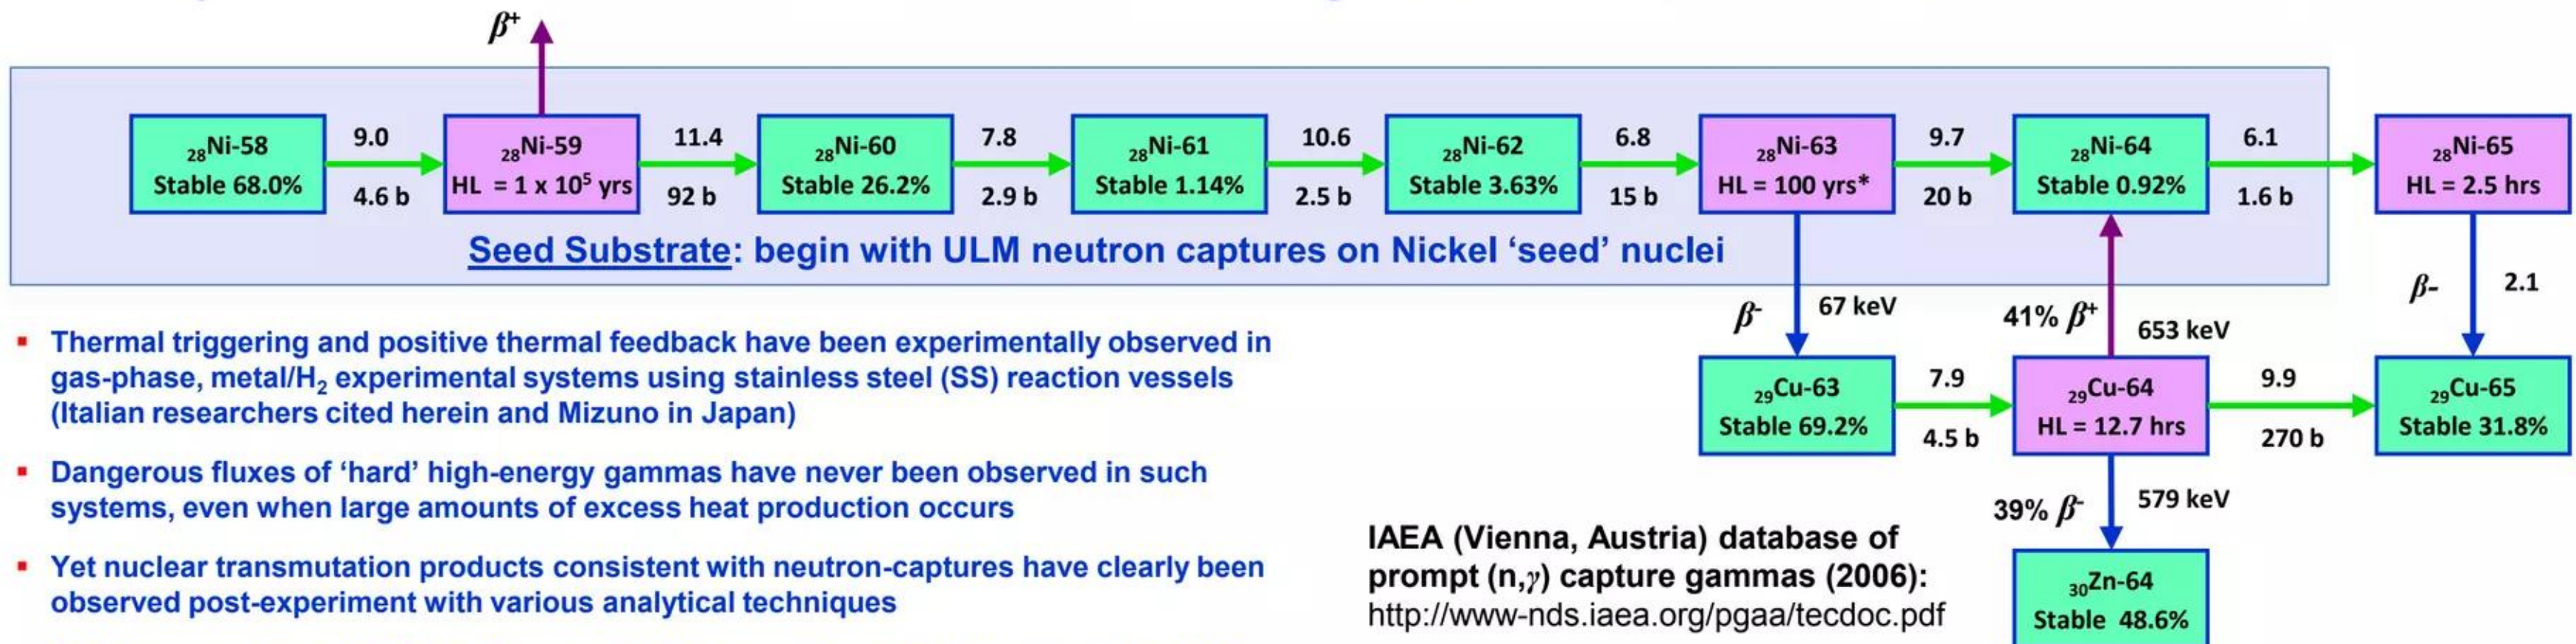 β+
28Ni-58
Stable 68.0%
9.0
4.6 b
28Ni-59
HL = 1 x 10⁵ yrs
11.4
92 b
28Ni-60
Stable 26.2%
7.8
2.9 b
28Ni-61
Stable 1.14%
10.6
2.5 b
28Ni-62
Stable 3.63%
6.8
15 b
28Ni-63
HL = 100 yrs*
9.7
20 b
28Ni-64
Stable 0.92%
6.1
1.6 b
28Ni-65
HL = 2.5 hrs
Seed Substrate: begin with ULM neutron captures on Nickel ‘seed’ nuclei
β-
67 keV
41% β+
653 keV
β-
2.1
29Cu-63
Stable 69.2%
7.9
4.5 b
29Cu-64
HL = 12.7 hrs
9.9
270 b
29Cu-65
Stable 31.8%
39% β-
579 keV
30Zn-64
Stable 48.6%
▪ Thermal triggering and positive thermal feedback have been experimentally observed in
gas-phase, metal/H₂ experimental systems using stainless steel (SS) reaction vessels
(Italian researchers cited herein and Mizuno in Japan)
▪ Dangerous fluxes of ‘hard’ high-energy gammas have never been observed in such
systems, even when large amounts of excess heat production occurs
▪ Yet nuclear transmutation products consistent with neutron-captures have clearly been
observed post-experiment with various analytical techniques
IAEA (Vienna, Austria) database of
prompt (n,γ) capture gammas (2006):
http://www-nds.iaea.org/pgaa/tecdoc.pdf